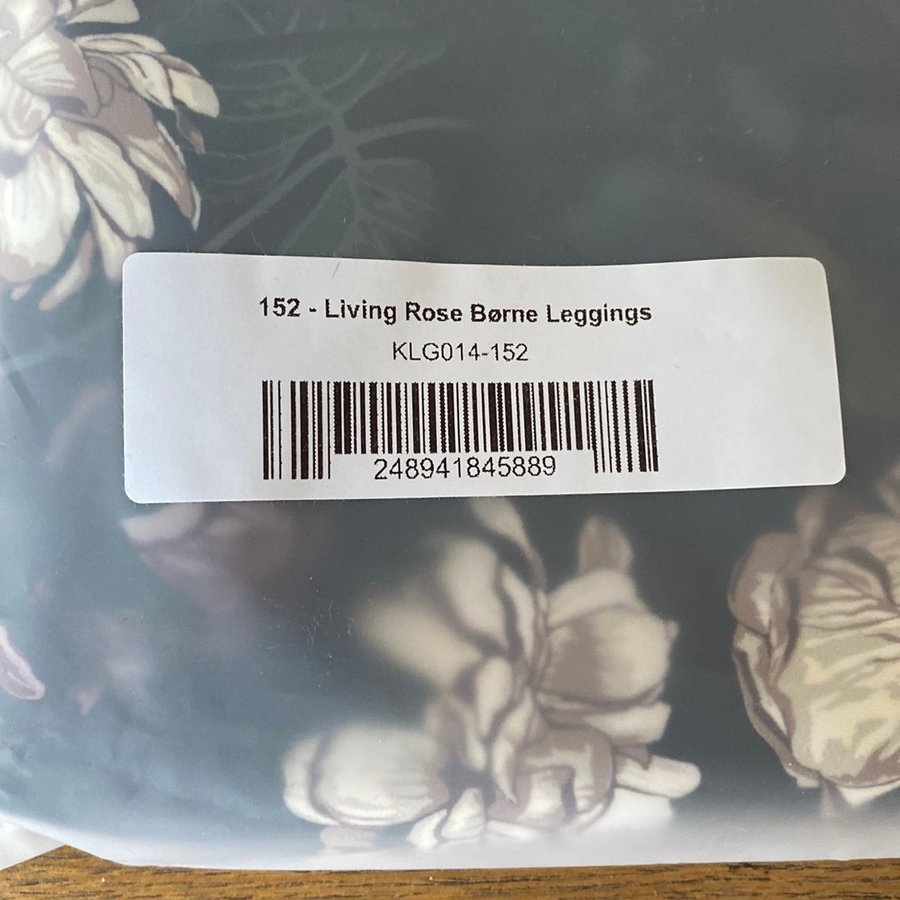 152 - Living Rose Børne Leggings
KLG014-152
248941845889